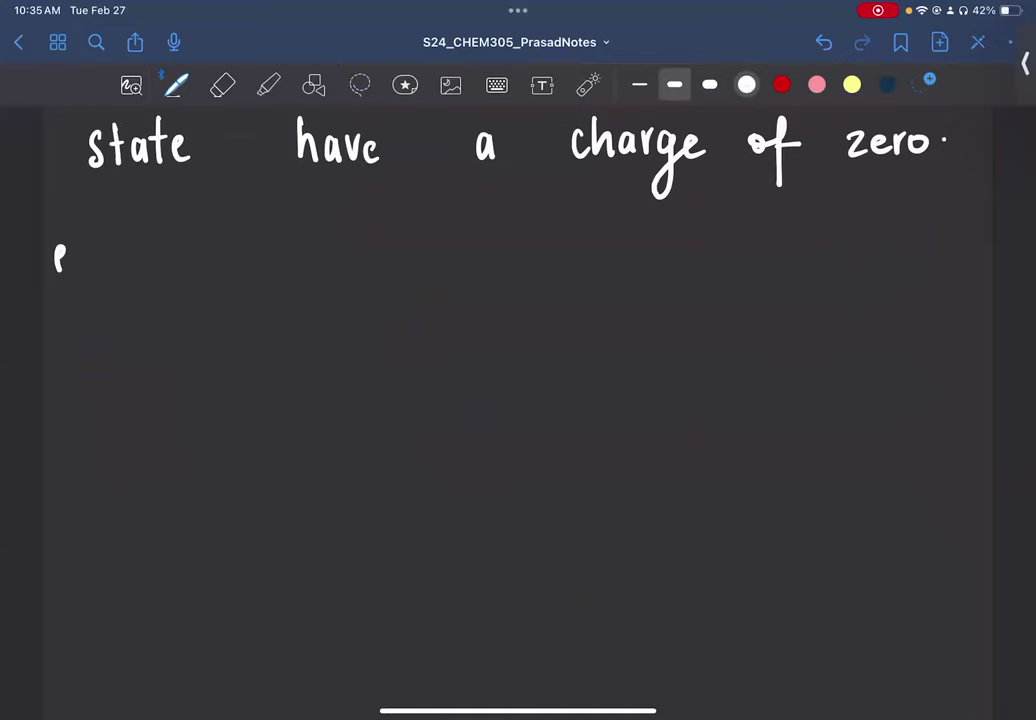 10:35 AM Tue Feb 27
42%
S24_CHEM305_PrasadNotes
state have a charge of zero.